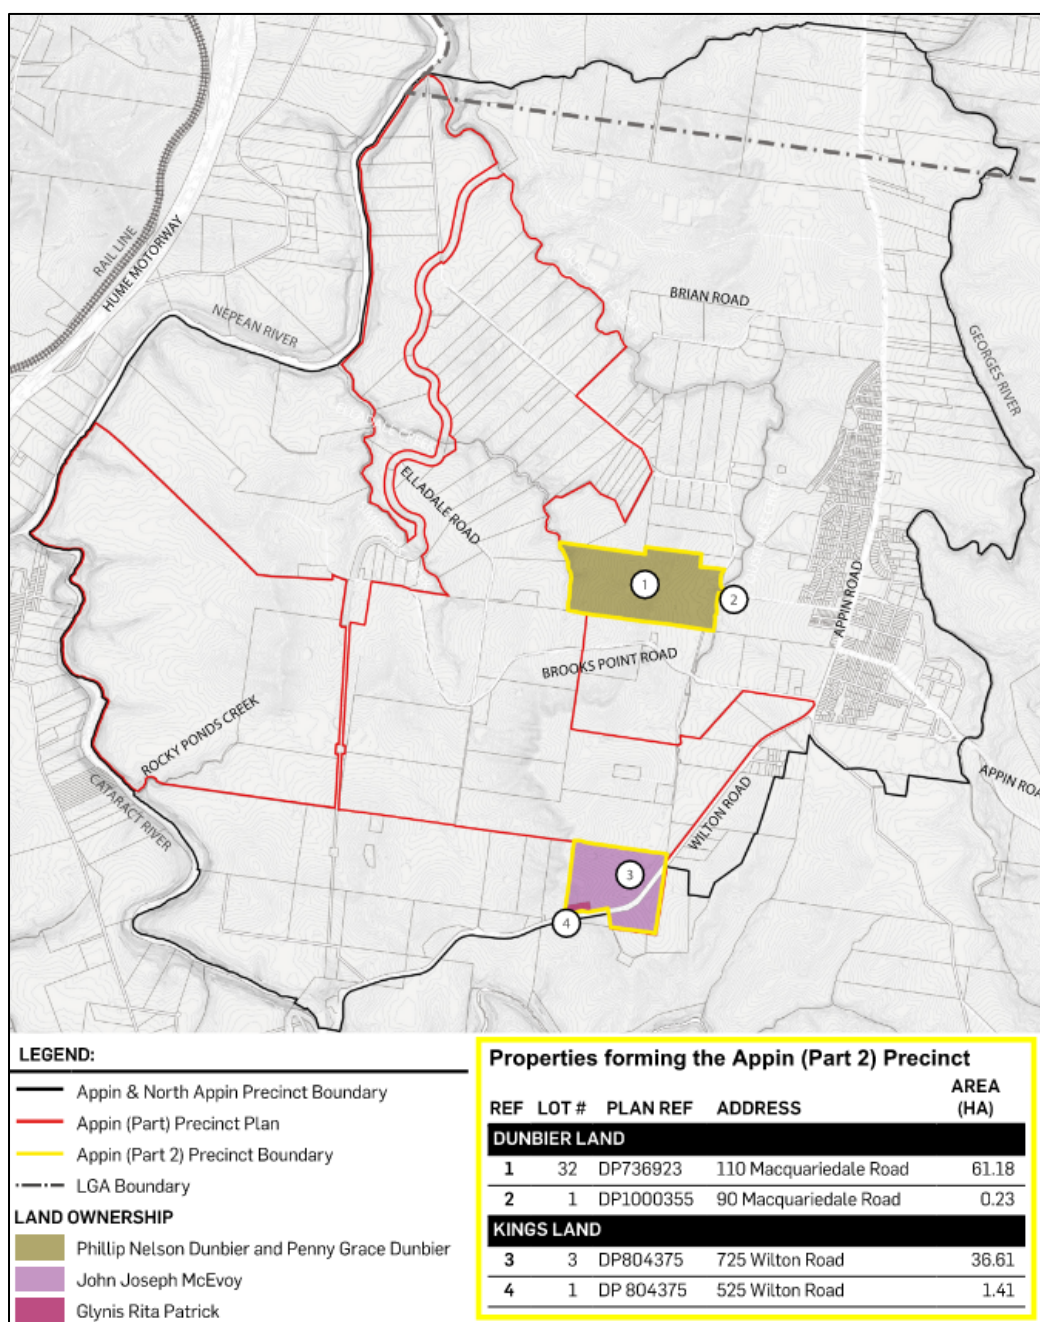 BRIAN ROAD
RAIL LINE
HUME MOTORWAY
NEPEAN RIVER
GEORGES RIVER
ELLADALE ROAD
1
2
APPIN ROAD
BROOKS POINT ROAD
ROCKY PONDS CREEK
CATARACT RIVER
WILTON ROAD
APPIN ROA
3
4
LEGEND:
Appin & North Appin Precinct Boundary
Appin (Part) Precinct Plan
Appin (Part 2) Precinct Boundary
LGA Boundary
LAND OWNERSHIP
Phillip Nelson Dunbier and Penny Grace Dunbier
John Joseph McEvoy
Glynis Rita Patrick
Properties forming the Appin (Part 2) Precinct
REF LOT # PLAN REF ADDRESS AREA (HA)
DUNBIER LAND
1 32 DP736923 110 Macquariedale Road 61.18
2 1 DP1000355 90 Macquariedale Road 0.23
KINGS LAND
3 3 DP804375 725 Wilton Road 36.61
4 1 DP 804375 525 Wilton Road 1.41